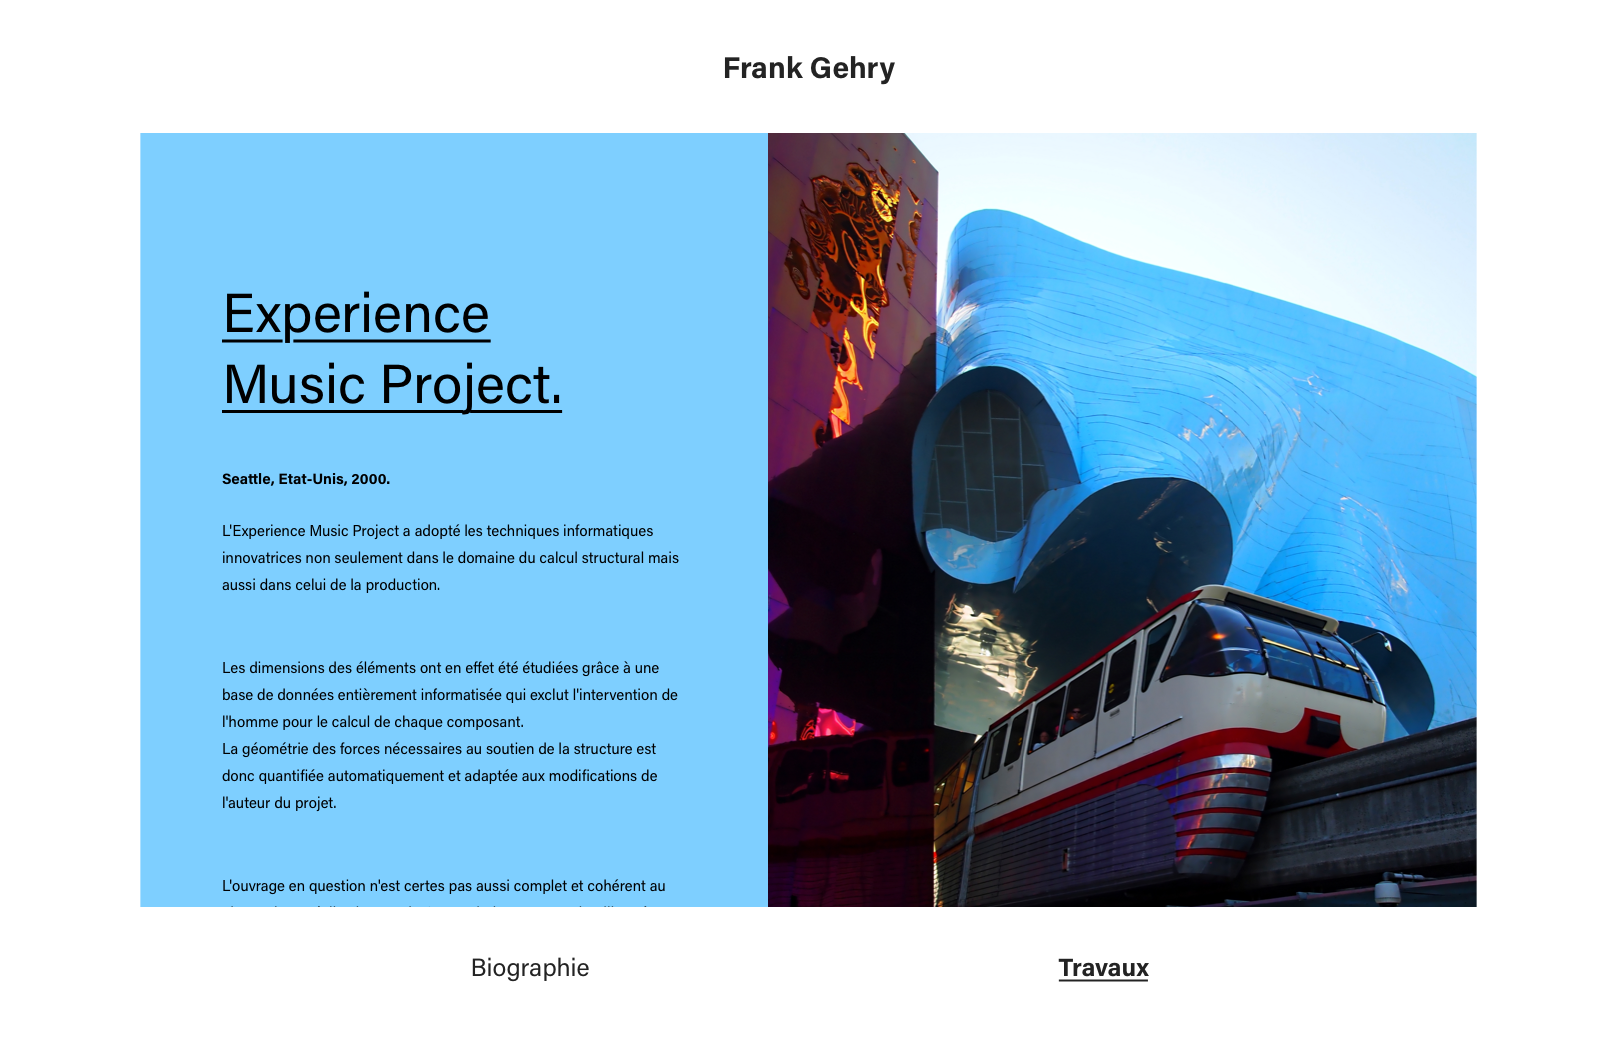 Frank Gehry
Experience
Music Project.
Seattle, Etat-Unis, 2000.
L'Experience Music Project a adopté les techniques informatiques
innovatrices non seulement dans le domaine du calcul structural mais
aussi dans celui de la production.
Les dimensions des éléments ont en effet été étudiées grâce à une
base de données entièrement informatisée qui exclut l'intervention de
l'homme pour le calcul de chaque composant.
La géométrie des forces nécessaires au soutien de la structure est
donc quantifiée automatiquement et adaptée aux modifications de
l'auteur du projet.
L'ouvrage en question n'est certes pas aussi complet et cohérent au
Biographie
Travaux